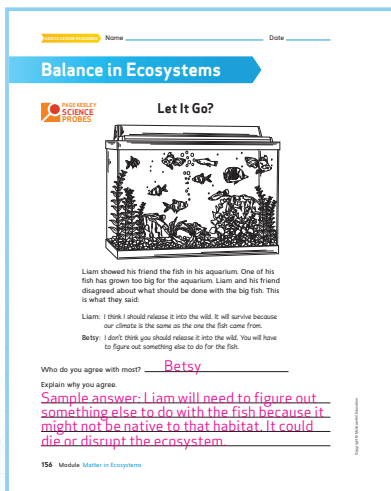 INQUIRY LESSON RESOURCE Name Date
Balance in Ecosystems
PAGE KEELEY
SCIENCE
PROBES
Let It Go?
Liam showed his friend the fish in his aquarium. One of his
fish has grown too big for the aquarium. Liam and his friend
disagreed about what should be done with the big fish. This
is what they said:
Liam: I think I should release it into the wild. It will survive because
our climate is the same as the one the fish came from.
Betsy: I don't think you should release it into the wild. You will have
to figure out something else to do for the fish.
Who do you agree with most? Betsy
Explain why you agree.
Sample answer: Liam will need to figure out
something else to do with the fish because it
might not be native to that habitat. It could
die or disrupt the ecosystem.
156 Module Matter in Ecosystems
Copyright © McGraw-Hill Education